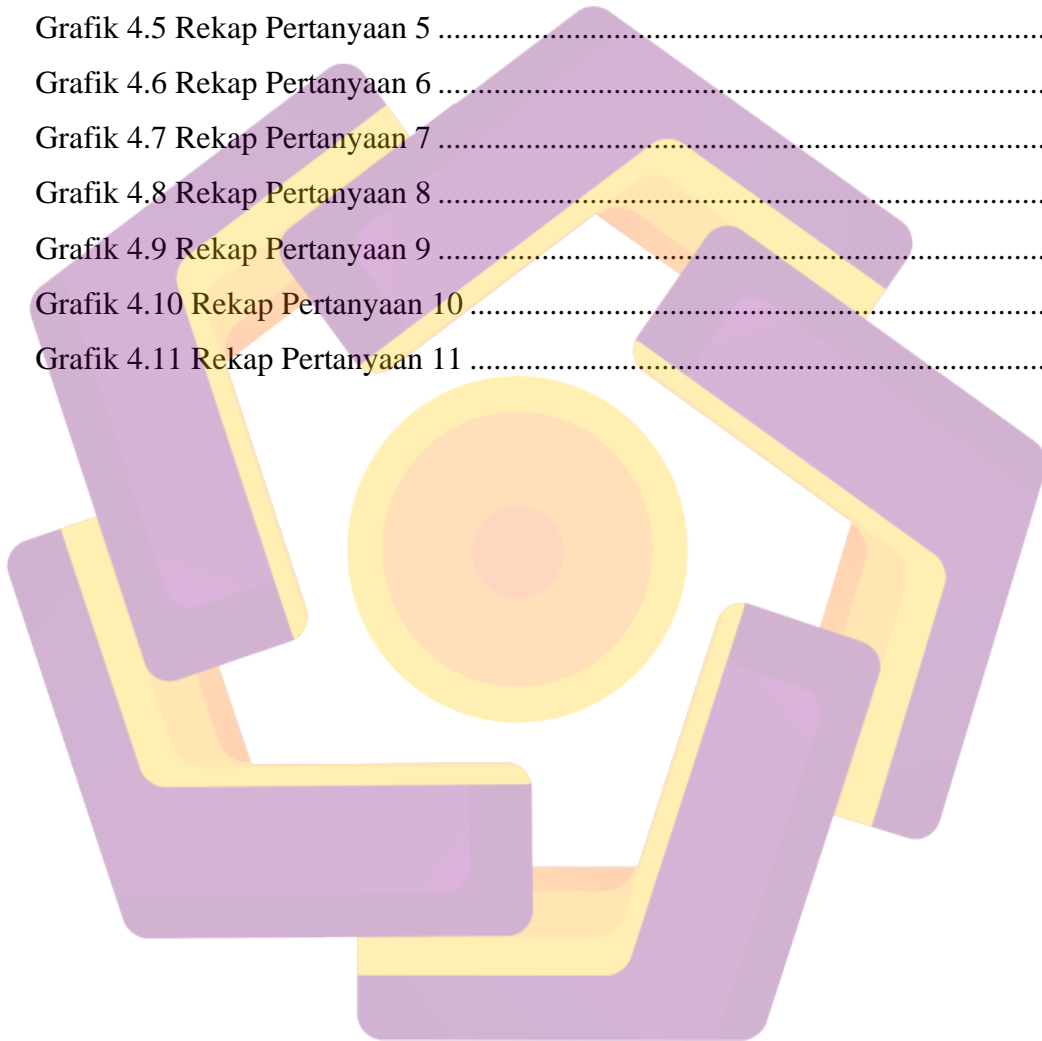 Grafik 4.5 Rekap Pertanyaan 5 ............................................................................
Grafik 4.6 Rekap Pertanyaan 6 ............................................................................
Grafik 4.7 Rekap Pertanyaan 7 ............................................................................
Grafik 4.8 Rekap Pertanyaan 8 ............................................................................
Grafik 4.9 Rekap Pertanyaan 9 ............................................................................
Grafik 4.10 Rekap Pertanyaan 10 ........................................................................
Grafik 4.11 Rekap Pertanyaan 11 ........................................................................